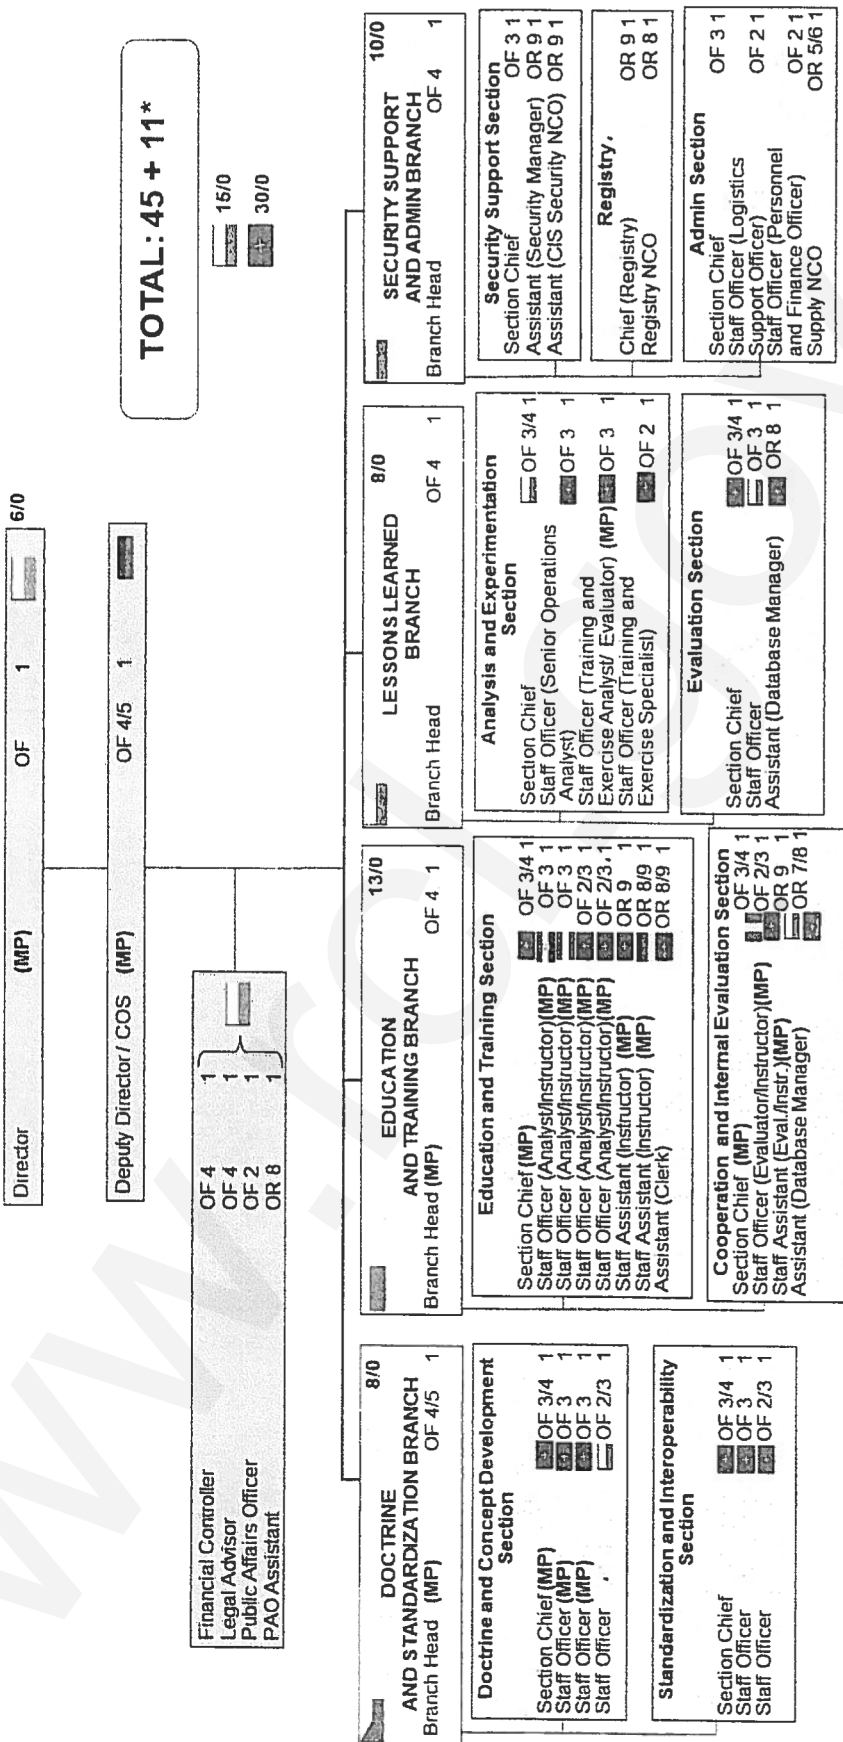 TOTAL: 45 + 11*
15/0
30/0
Director (MP) OF 1
6/0
Deputy Director / COS (MP) OF 4/5 1
Financial Controller OF 4 1
Legal Advisor OF 4 1
Public Affairs Officer OF 2 1
PAO Assistant OR 8 1
8/0
DOCTRINE
AND STANDARDIZATION BRANCH
Branch Head (MP) OF 4/5 1
Doctrine and Concept Development
Section
Section Chief (MP) OF 3/4 1
Staff Officer (MP) OF 3 1
Staff Officer (MP) OF 3 1
Staff Officer OF 2/3 1
Standardization and Interoperability
Section
Section Chief OF 3/4 1
Staff Officer OF 3 1
Staff Officer OF 2/3 1
13/0
EDUCATION
AND TRAINING BRANCH
Branch Head (MP) OF 4 1
Education and Training Section
Section Chief (MP) OF 3/4 1
Staff Officer (Analyst/Instructor)(MP) OF 3 1
Staff Officer (Analyst/Instructor)(MP) OF 3 1
Staff Officer (Analyst/Instructor)(MP) OF 2/3 1
Staff Officer (Analyst/Instructor)(MP) OF 2/3 1
Staff Assistant (Instructor) (MP) OR 9 1
Staff Assistant (Instructor) (MP) OR 8/9 1
Assistant (Clerk) OR 8/9 1
Cooperation and Internal Evaluation Section
Section Chief (MP) OF 3/4 1
Staff Officer (Evaluator/Instructor)(MP) OF 2/3 1
Staff Assistant (Eval./Instr.)(MP) OR 9 1
Assistant (Database Manager) OR 7/8 1
8/0
LESSONS LEARNED
BRANCH
Branch Head OF 4 1
Analysis and Experimentation
Section
Section Chief OF 3/4 1
Staff Officer (Senior Operations
Analyst) OF 3 1
Staff Officer (Training and
Exercise Analyst/ Evaluator) (MP) OF 3 1
Staff Officer (Training and
Exercise Specialist) OF 2 1
Evaluation Section
Section Chief OF 3/4 1
Staff Officer OF 3 1
Assistant (Database Manager) OR 8 1
10/0
SECURITY SUPPORT
AND ADMIN BRANCH
Branch Head OF 4 1
Security Support Section
Section Chief OF 3 1
Assistant (Security Manager) OR 9 1
Assistant (CIS Security NCO) OR 9 1
Registry
Chief (Registry) OR 9 1
Registry NCO OR 8 1
Admin Section
Section Chief OF 3 1
Staff Officer (Logistics
Support Officer) OF 2 1
Staff Officer (Personnel
and Finance Officer) OF 2 1
Supply NCO OR 5/6 1